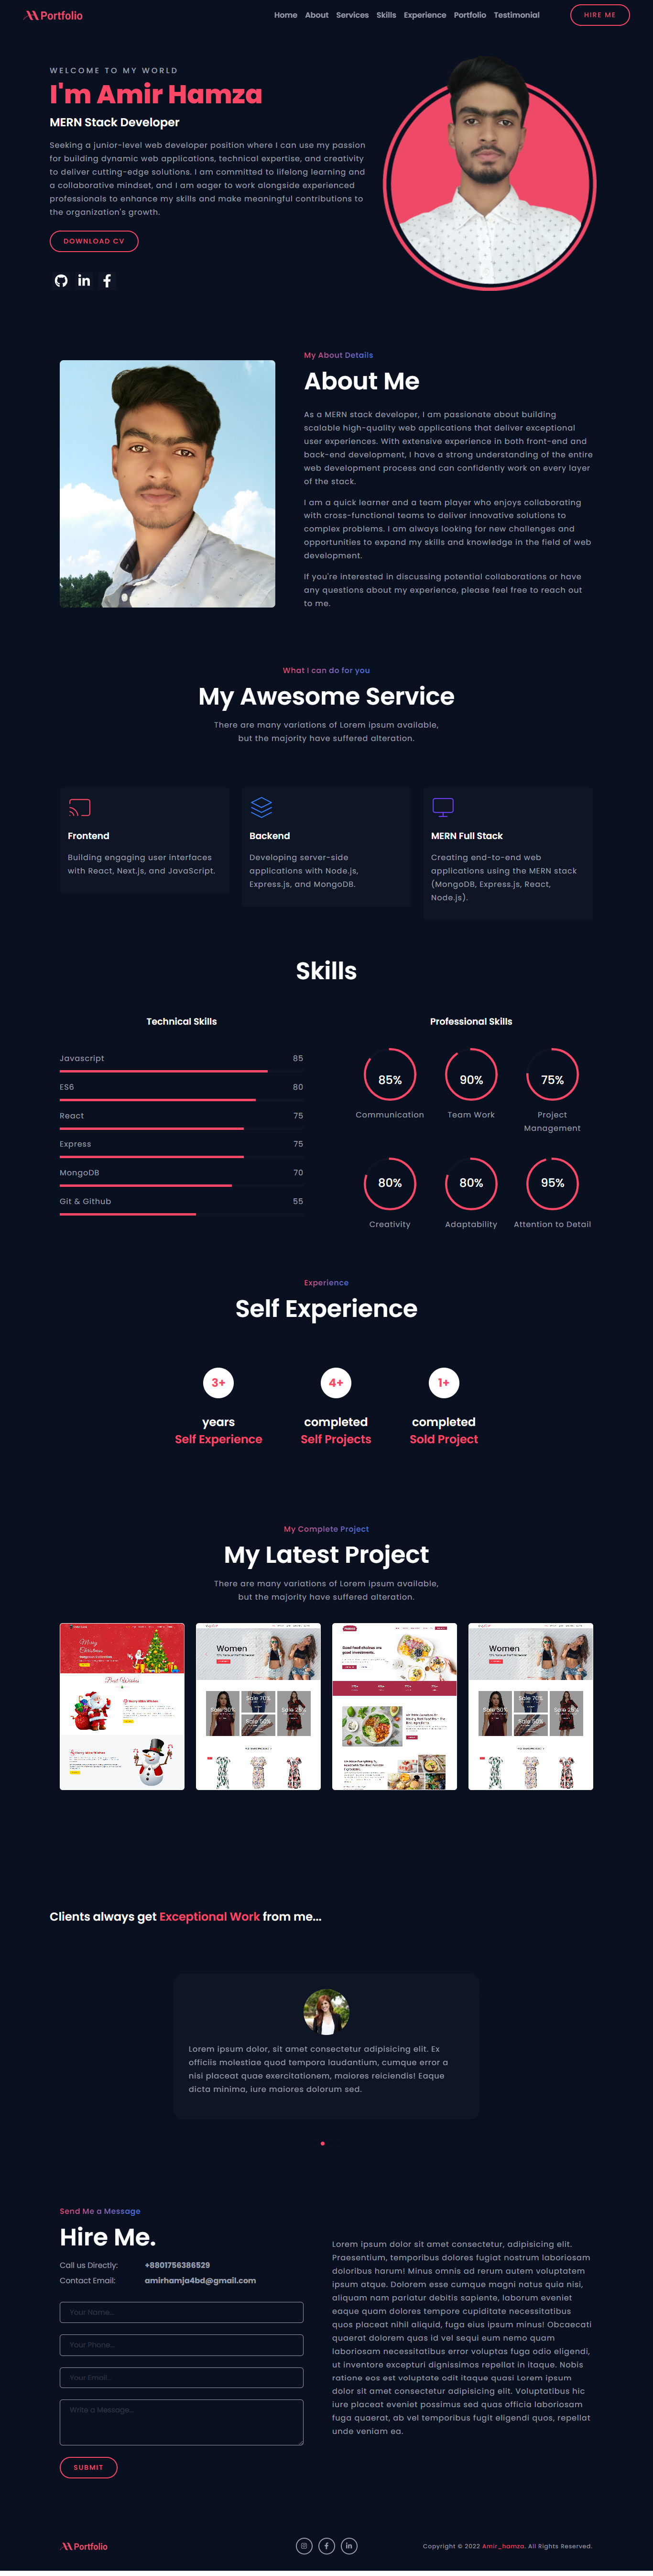 Portfolio
Home About Services Skills Experience Portfolio Testimonial
HIRE ME
WELCOME TO MY WORLD
I'm Amir Hamza
MERN Stack Developer
Seeking a junior-level web developer position where I can use my passion
for building dynamic web applications, technical expertise, and creativity
to deliver cutting-edge solutions. I am committed to lifelong learning and
a collaborative mindset, and I am eager to work alongside experienced
professionals to enhance my skills and make meaningful contributions to
the organization's growth.
DOWNLOAD CV
My About Details
About Me
As a MERN stack developer, I am passionate about building
scalable high-quality web applications that deliver exceptional
user experiences. With extensive experience in both front-end and
back-end development, I have a strong understanding of the entire
web development process and can confidently work on every layer
of the stack.
I am a quick learner and a team player who enjoys collaborating
with cross-functional teams to deliver innovative solutions to
complex problems. I am always looking for new challenges and
opportunities to expand my skills and knowledge in the field of web
development.
If you're interested in discussing potential collaborations or have
any questions about my experience, please feel free to reach out
to me.
What I can do for you
My Awesome Service
There are many variations of Lorem ipsum available,
but the majority have suffered alteration.
Frontend
Building engaging user interfaces
with React, Next.js, and JavaScript.
Backend
Developing server-side
applications with Node.js,
Express.js, and MongoDB.
MERN Full Stack
Creating end-to-end web
applications using the MERN stack
(MongoDB, Express.js, React,
Node.js).
Skills
Technical Skills
Javascript 85
ES6 80
React 75
Express 75
MongoDB 70
Git & Github 55
Professional Skills
85% 90% 75%
Communication Team Work Project
Management
80% 80% 95%
Creativity Adaptability Attention to Detail
Experience
Self Experience
3+ 4+ 1+
years completed completed
Self Experience Self Projects Sold Project
My Complete Project
My Latest Project
There are many variations of Lorem ipsum available,
but the majority have suffered alteration.
Merry
Christmas
Best Wishes
Women
Sale 70%
Sale 50%
Good food choices are
good investments.
Women
Sale 70%
Sale 50%
Clients always get Exceptional Work from me...
Lorem ipsum dolor, sit amet consectetur adipisicing elit. Ex
officiis molestiae quod tempora laudantium, cumque error a
nisi placeat quae exercitationem, maiores reiciendis! Eaque
dicta minima, iure maiores dolorum sed.
Send Me a Message
Hire Me.
Call us Directly: +8801756386529
Contact Email: amirhamja4bd@gmail.com
Your Name...
Your Phone...
Your Email...
Write a Message..
SUBMIT
Lorem ipsum dolor sit amet consectetur, adipisicing elit.
Praesentium, temporibus dolores fugiat nostrum laboriosam
doloribus harum! Minus omnis ad rerum autem voluptatem
ipsum atque. Dolorem esse cumque magni natus quia nisi,
aliquam nam pariatur debitis sapiente, laborum eveniet
eaque quam dolores tempore cupiditate necessitatibus
quos placeat nihil aliquid, fuga eius ipsum minus! Obcaecati
quaerat dolorem quas id vel sequi eum nemo quam
laboriosam necessitatibus error voluptas fuga odio eligendi,
ut inventore excepturi dignissimos repellat in itaque. Nobis
ratione eos est voluptate odit itaque quasi Lorem ipsum
dolor sit amet consectetur adipisicing elit. Voluptatibus hic
iure placeat eveniet possimus sed quas officia laboriosam
fuga quaerat, ab vel temporibus fugit eligendi quos, repellat
unde veniam ea.
Portfolio
Copyright © 2022 Amir_hamza. All Rights Reserved.